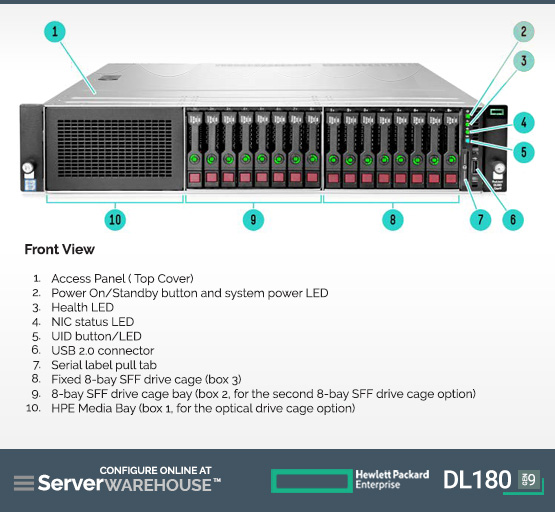 1
2
3
4
5
6
10
9
8
7
Front View
1. Access Panel ( Top Cover)
2. Power On/Standby button and system power LED
3. Health LED
4. NIC status LED
5. UID button/LED
6. USB 2.0 connector
7. Serial label pull tab
8. Fixed 8-bay SFF drive cage (box 3)
9. 8-bay SFF drive cage bay (box 2, for the second 8-bay SFF drive cage option)
10. HPE Media Bay (box 1, for the optical drive cage option)
CONFIGURE ONLINE AT
ServerWAREHOUSE™
Hewlett Packard
Enterprise
DL180 GEN9